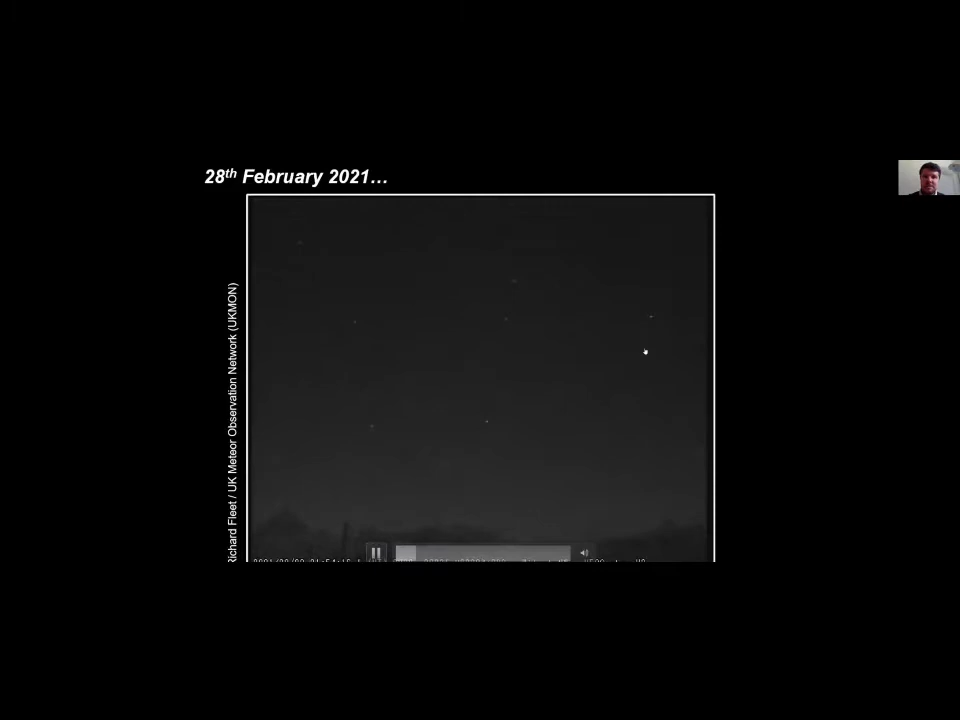 28th February 2021…
Richard Fleet / UK Meteor Observation Network (UKMON)